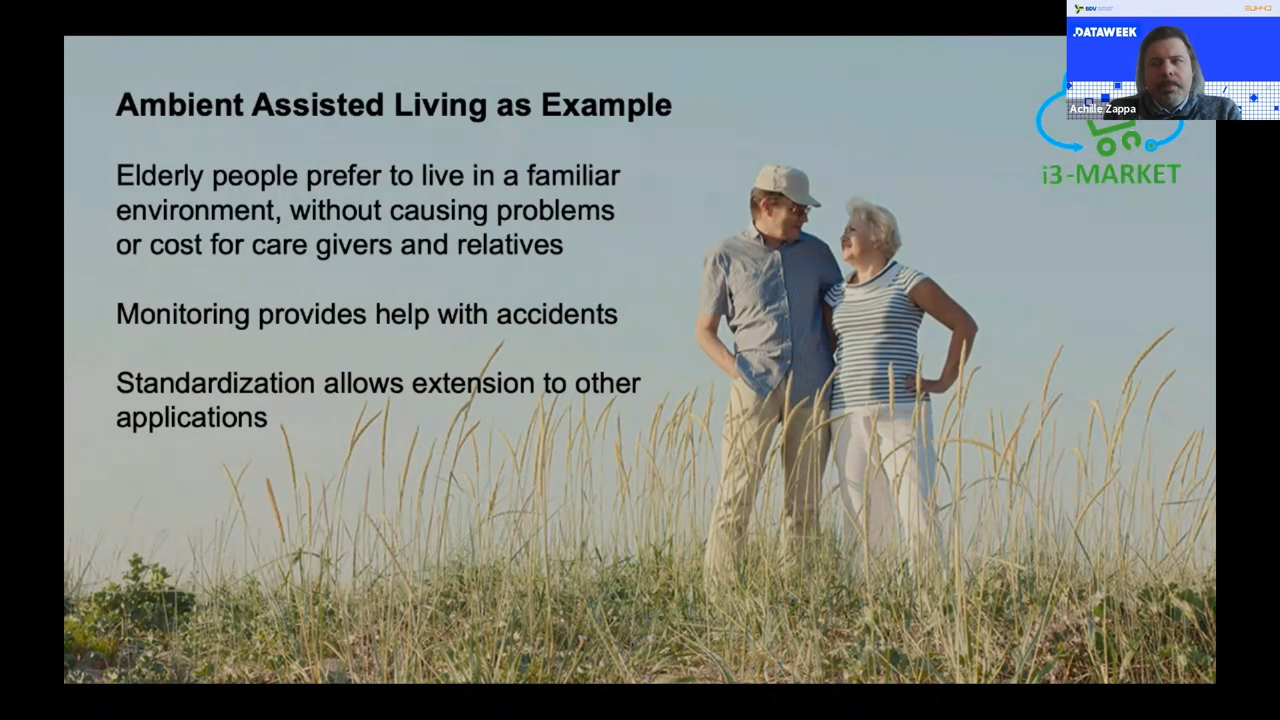 BDV
.DATAWEEK
Achille Zappa
i3-MARKET
Ambient Assisted Living as Example
Elderly people prefer to live in a familiar
environment, without causing problems
or cost for care givers and relatives
Monitoring provides help with accidents
Standardization allows extension to other
applications